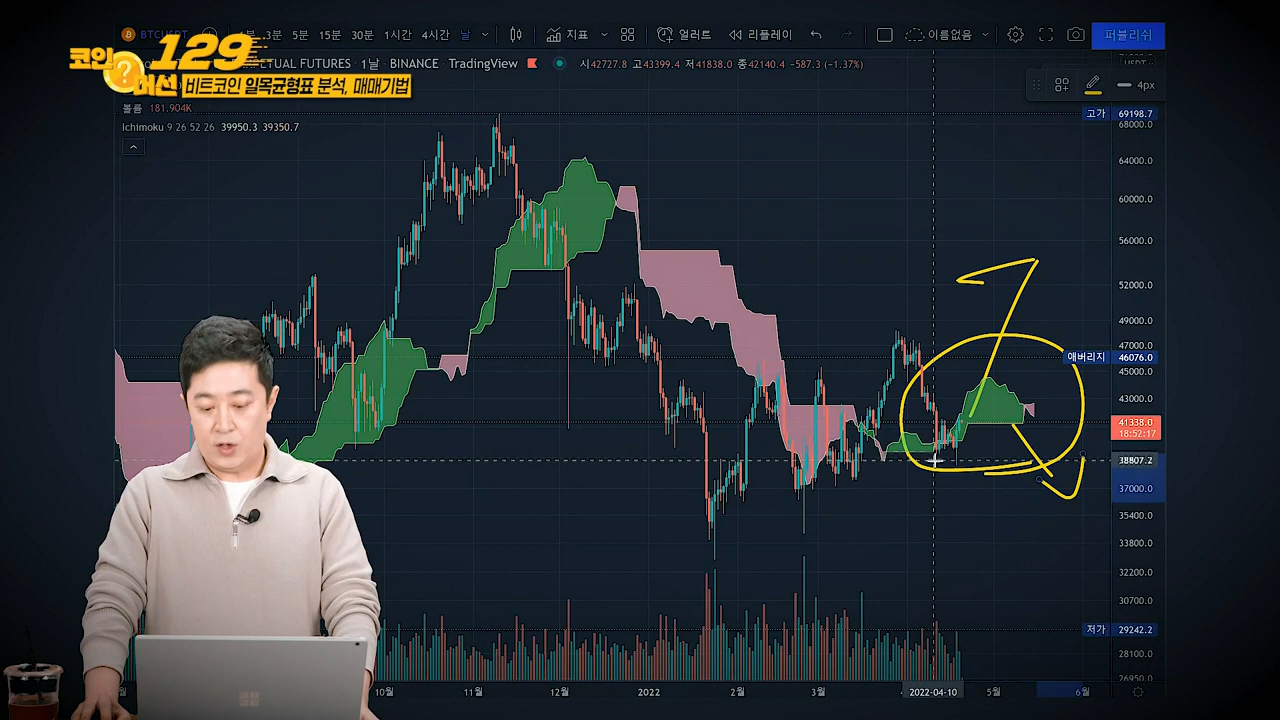 코인 129 머선
비트코인 일목균형표 분석, 매매기법
BTCUSDT 3분 5분 15분 30분 1시간 4시간 날 지표 얼러트 리플레이 이름없음 퍼블리쉬
ETUAL FUTURES · 1날 · BINANCE · TradingView 시42727.8 고43399.4 저41838.0 종42140.4 −587.3 (−1.37%)
USDT
4px
볼륨 181.904K
Ichimoku 9 26 52 26 39950.3 39350.7
고가 69198.7
68000.0
64000.0
60000.0
56000.0
52000.0
49000.0
47000.0
애버리지 46076.0
45000.0
43000.0
41338.0
18:52:17
38807.2
37000.0
35400.0
33800.0
32200.0
30700.0
저가 29242.2
28100.0
26950.0
월 10월 11월 12월 2022 2월 3월 2022-04-10 5월 6월